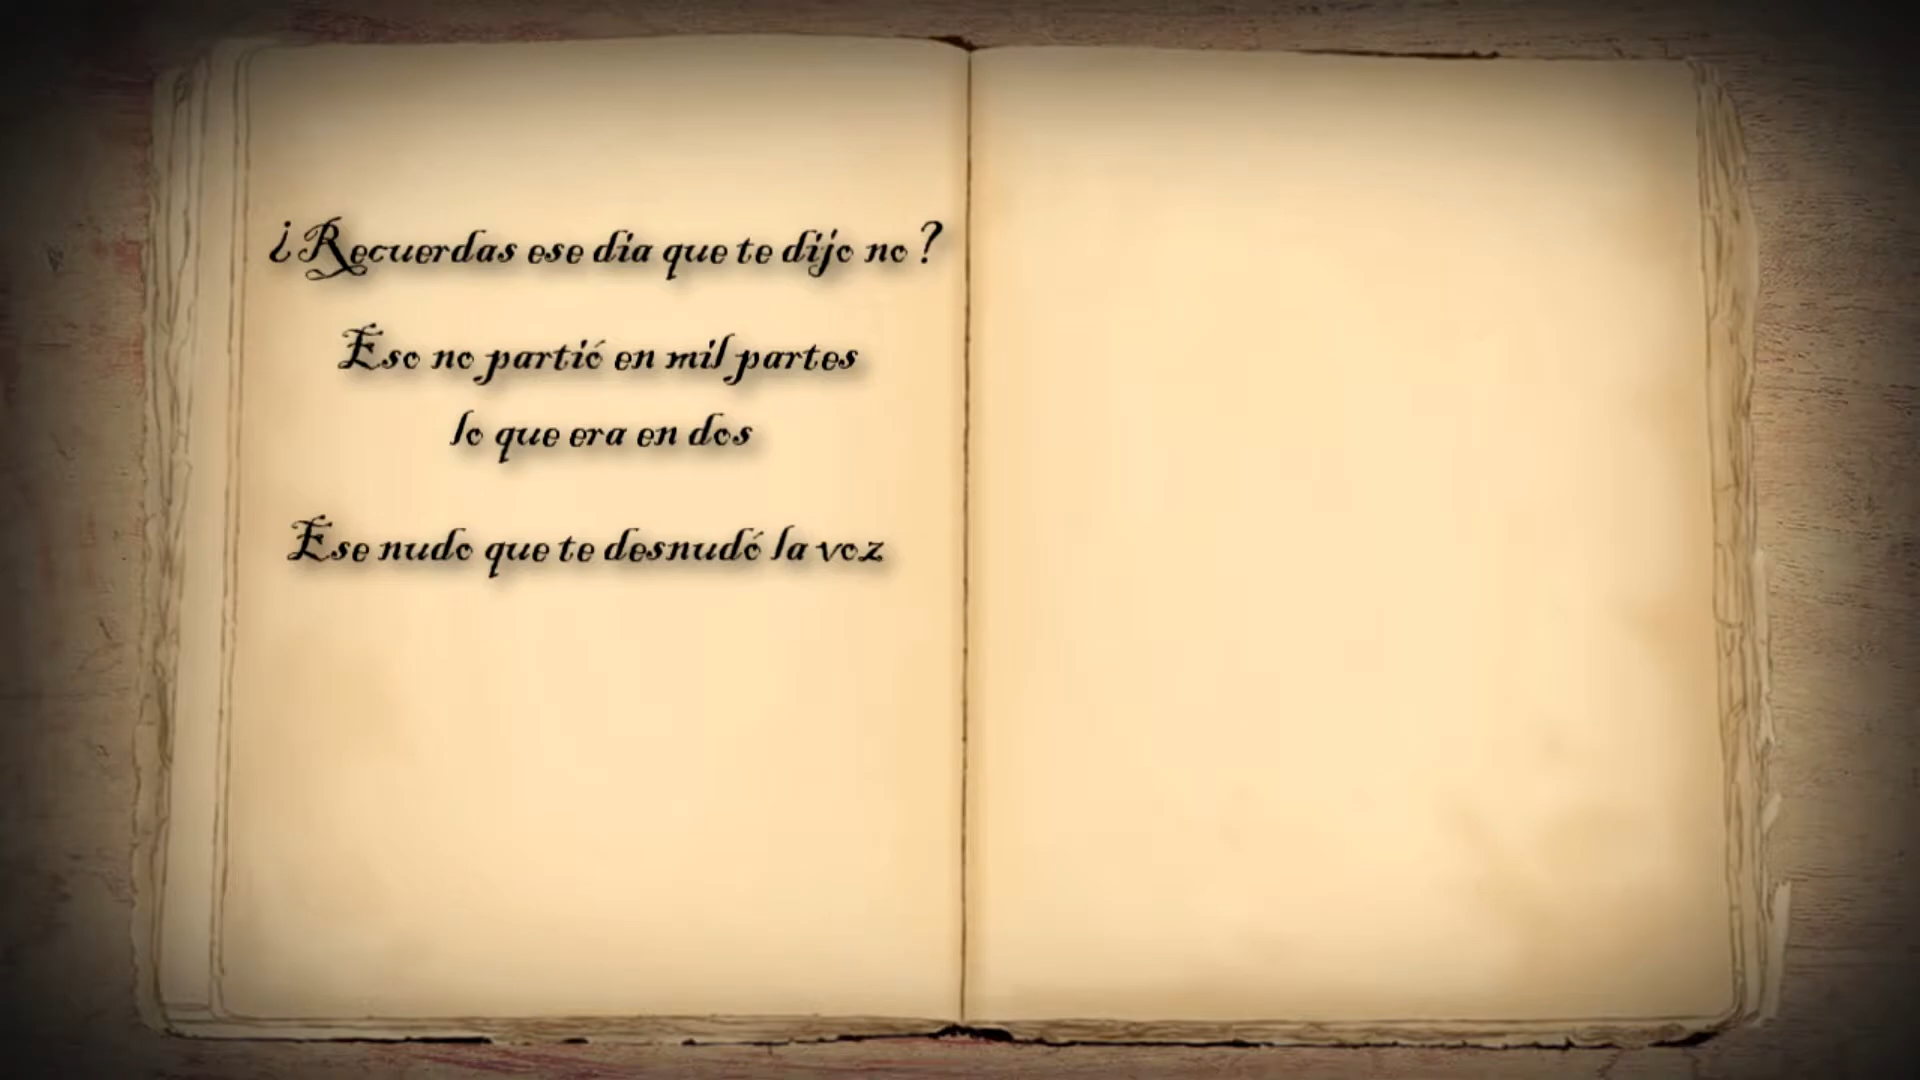 ¿Recuerdas ese dia que te dijo no?
Eso no partió en mil partes
lo que era en dos
Ese nudo que te desnudó la voz